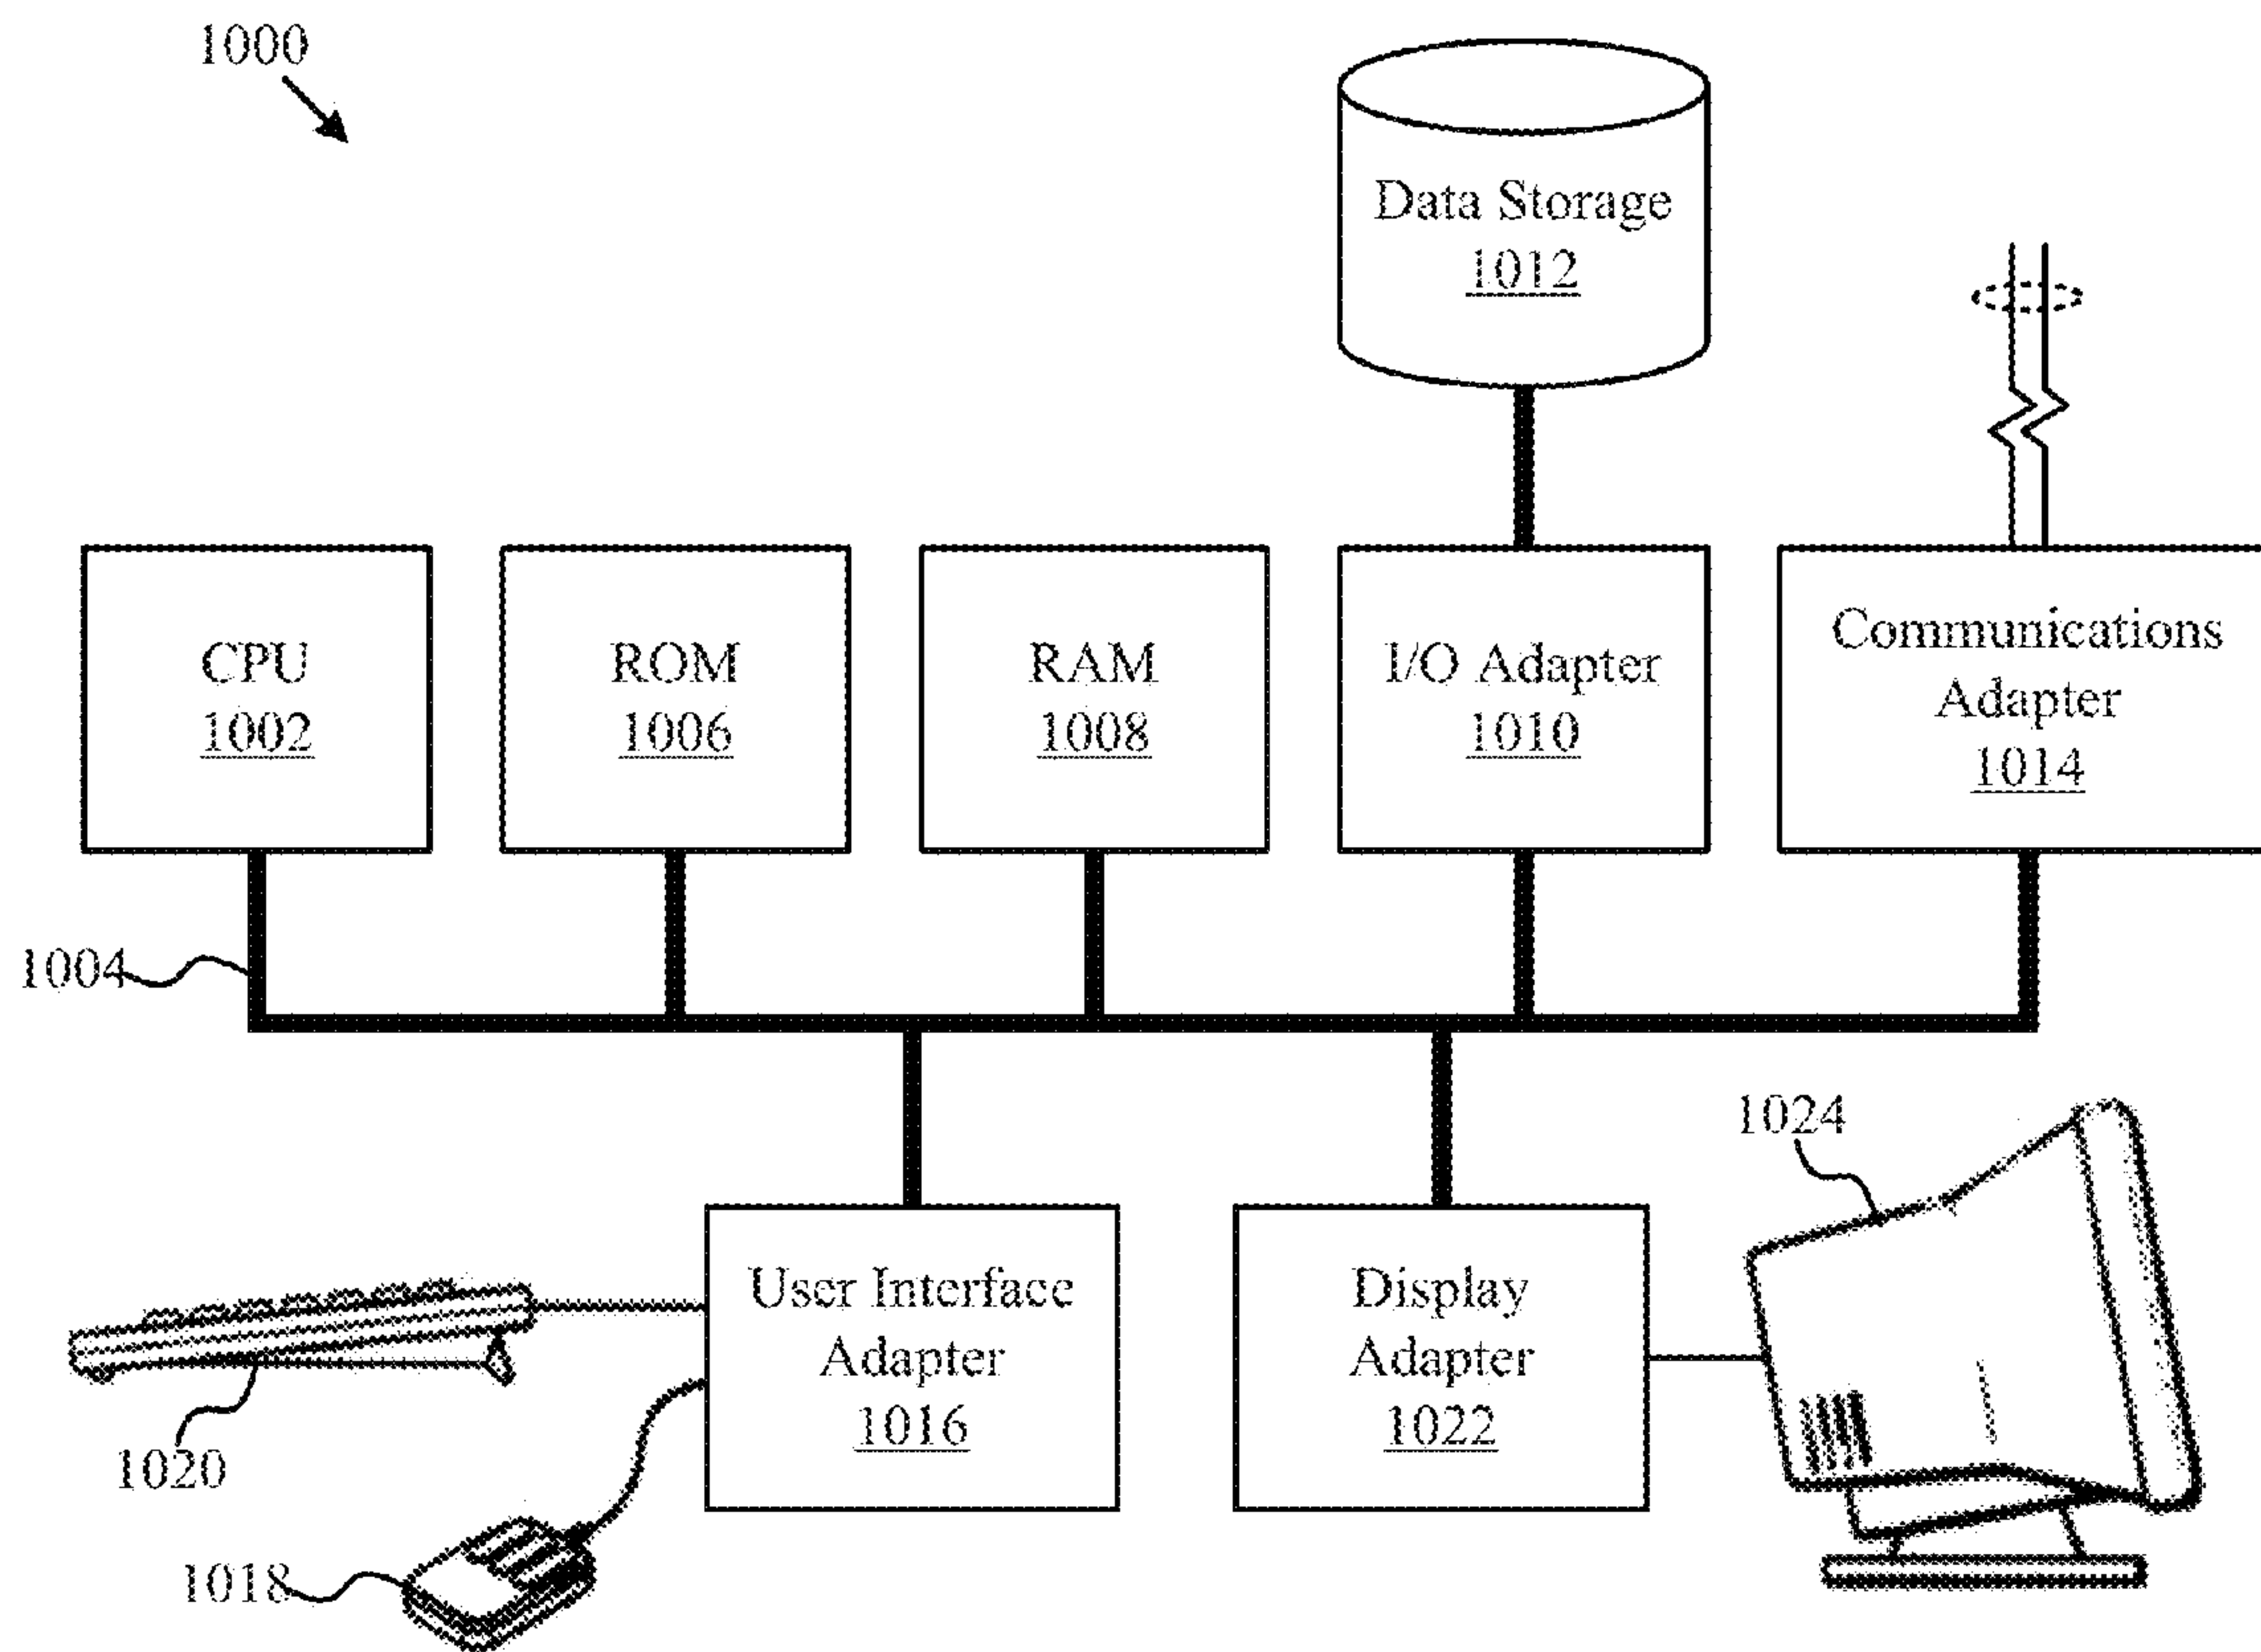 1000
Data Storage
1012
CPU
1002
ROM
1006
RAM
1008
I/O Adapter
1010
Communications
Adapter
1014
1004
1024
User Interface
Adapter
1016
Display
Adapter
1022
1020
1018